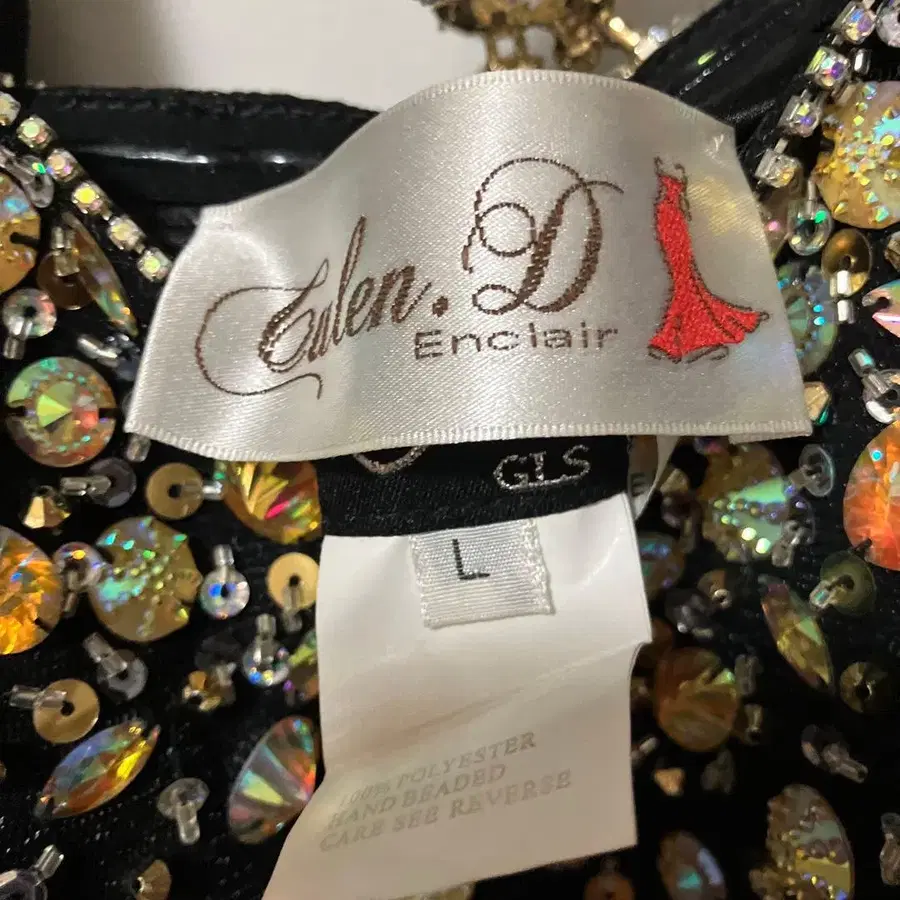 Eulen.D
Enclair
GLS
L
100% POLYESTER
HAND BEADED
CARE SEE REVERSE